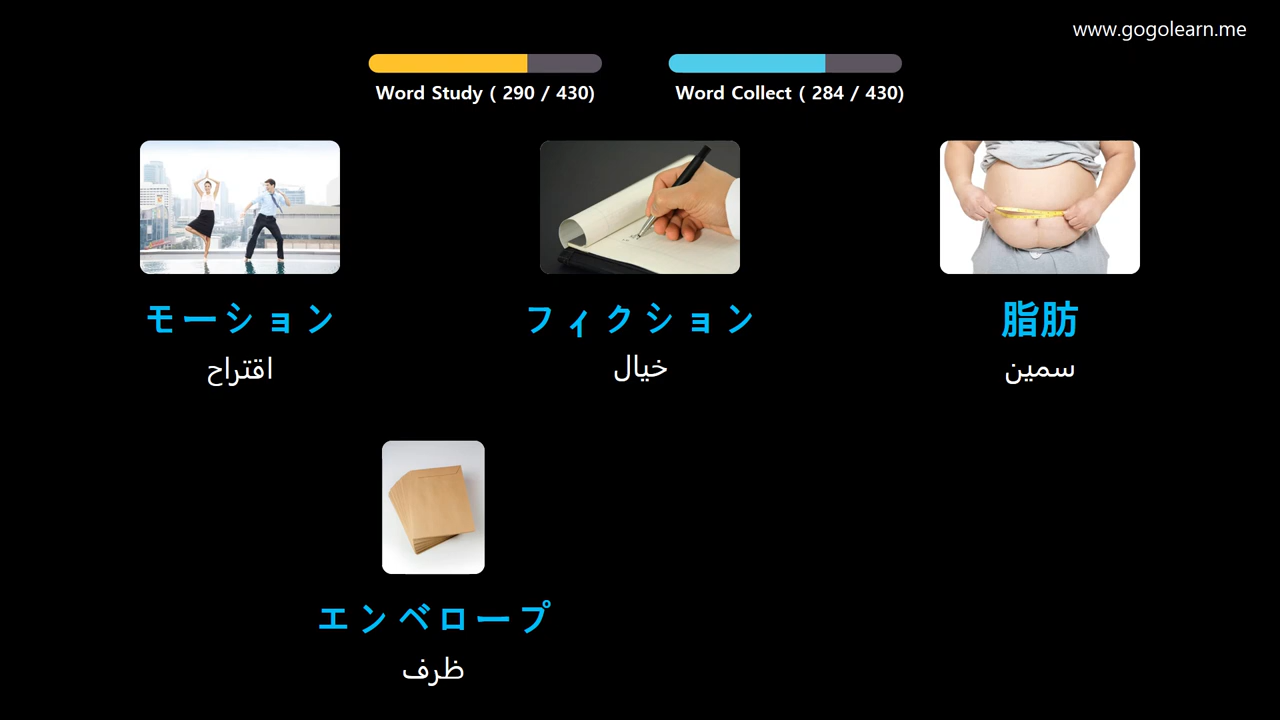 www.gogolearn.me
Word Study ( 290 / 430)
Word Collect ( 284 / 430)
モーション
اقتراح
フィクション
خيال
脂肪
سمين
エンベロープ
ظرف